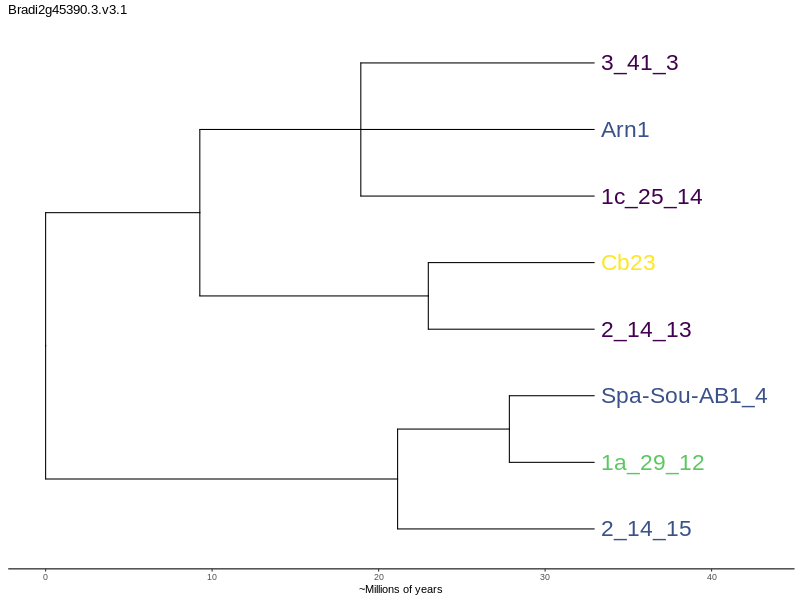 Bradi2g45390.3.v3.1
3_41_3
Arn1
1c_25_14
Cb23
2_14_13
Spa-Sou-AB1_4
1a_29_12
2_14_15
0 10 20 30 40
~Millions of years